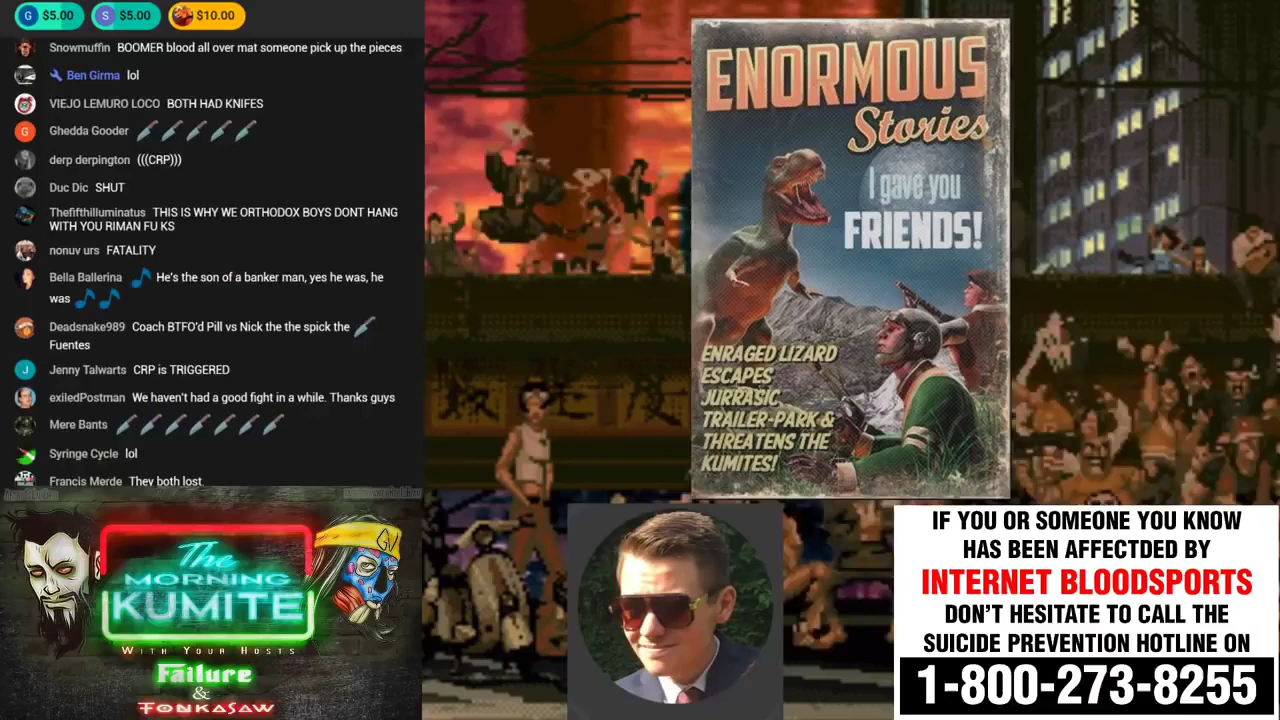 G $5.00 S $5.00 $10.00
Snowmuffin BOOMER blood all over mat someone pick up the pieces
Ben Girma lol
VIEJO LEMURO LOCO BOTH HAD KNIFES
G Ghedda Gooder
derp derpington (((CRP)))
Duc Dic SHUT
Thefifthilluminatus THIS IS WHY WE ORTHODOX BOYS DONT HANG
WITH YOU RIMAN FU KS
nonuv urs FATALITY
Bella Ballerina He's the son of a banker man, yes he was, he
was
Deadsnake989 Coach BTFO'd Pill vs Nick the the spick the
Fuentes
J Jenny Talwarts CRP is TRIGGERED
exiledPostman We haven't had a good fight in a while. Thanks guys
Mere Bants
Syringe Cycle lol
Francis Merde They both lost
The
MORNING
KUMITE
WITH YOUR HOSTS
Failure
&
TONKASAW
ENORMOUS
Stories
I gave you
FRIENDS!
ENRAGED LIZARD
ESCAPES
JURRASIC
TRAILER-PARK &
THREATENS THE
KUMITES!
IF YOU OR SOMEONE YOU KNOW
HAS BEEN AFFECTDED BY
INTERNET BLOODSPORTS
DON'T HESITATE TO CALL THE
SUICIDE PREVENTION HOTLINE ON
1-800-273-8255